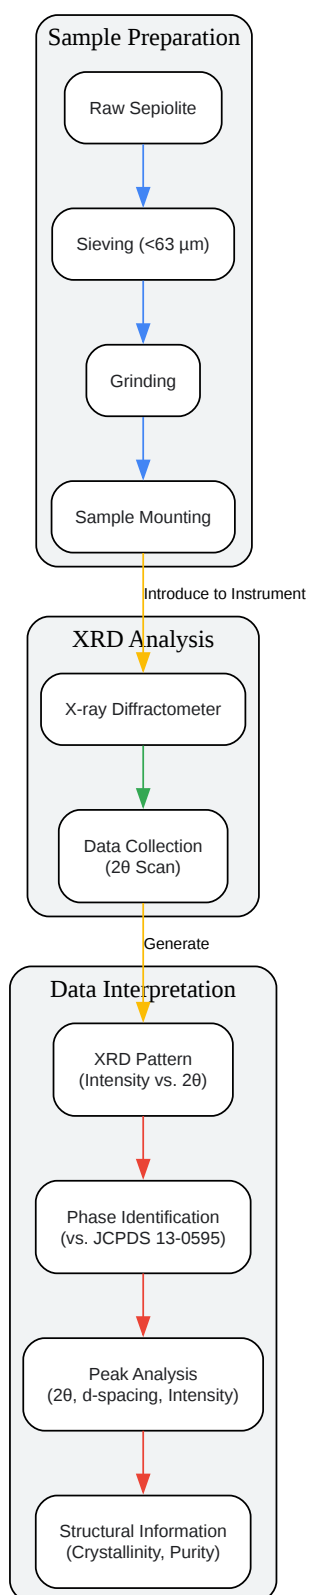 Sample Preparation
Raw Sepiolite
Sieving (<63 µm)
Grinding
Sample Mounting
Introduce to Instrument
XRD Analysis
X-ray Diffractometer
Data Collection
(2θ Scan)
Generate
Data Interpretation
XRD Pattern
(Intensity vs. 2θ)
Phase Identification
(vs. JCPDS 13-0595)
Peak Analysis
(2θ, d-spacing, Intensity)
Structural Information
(Crystallinity, Purity)